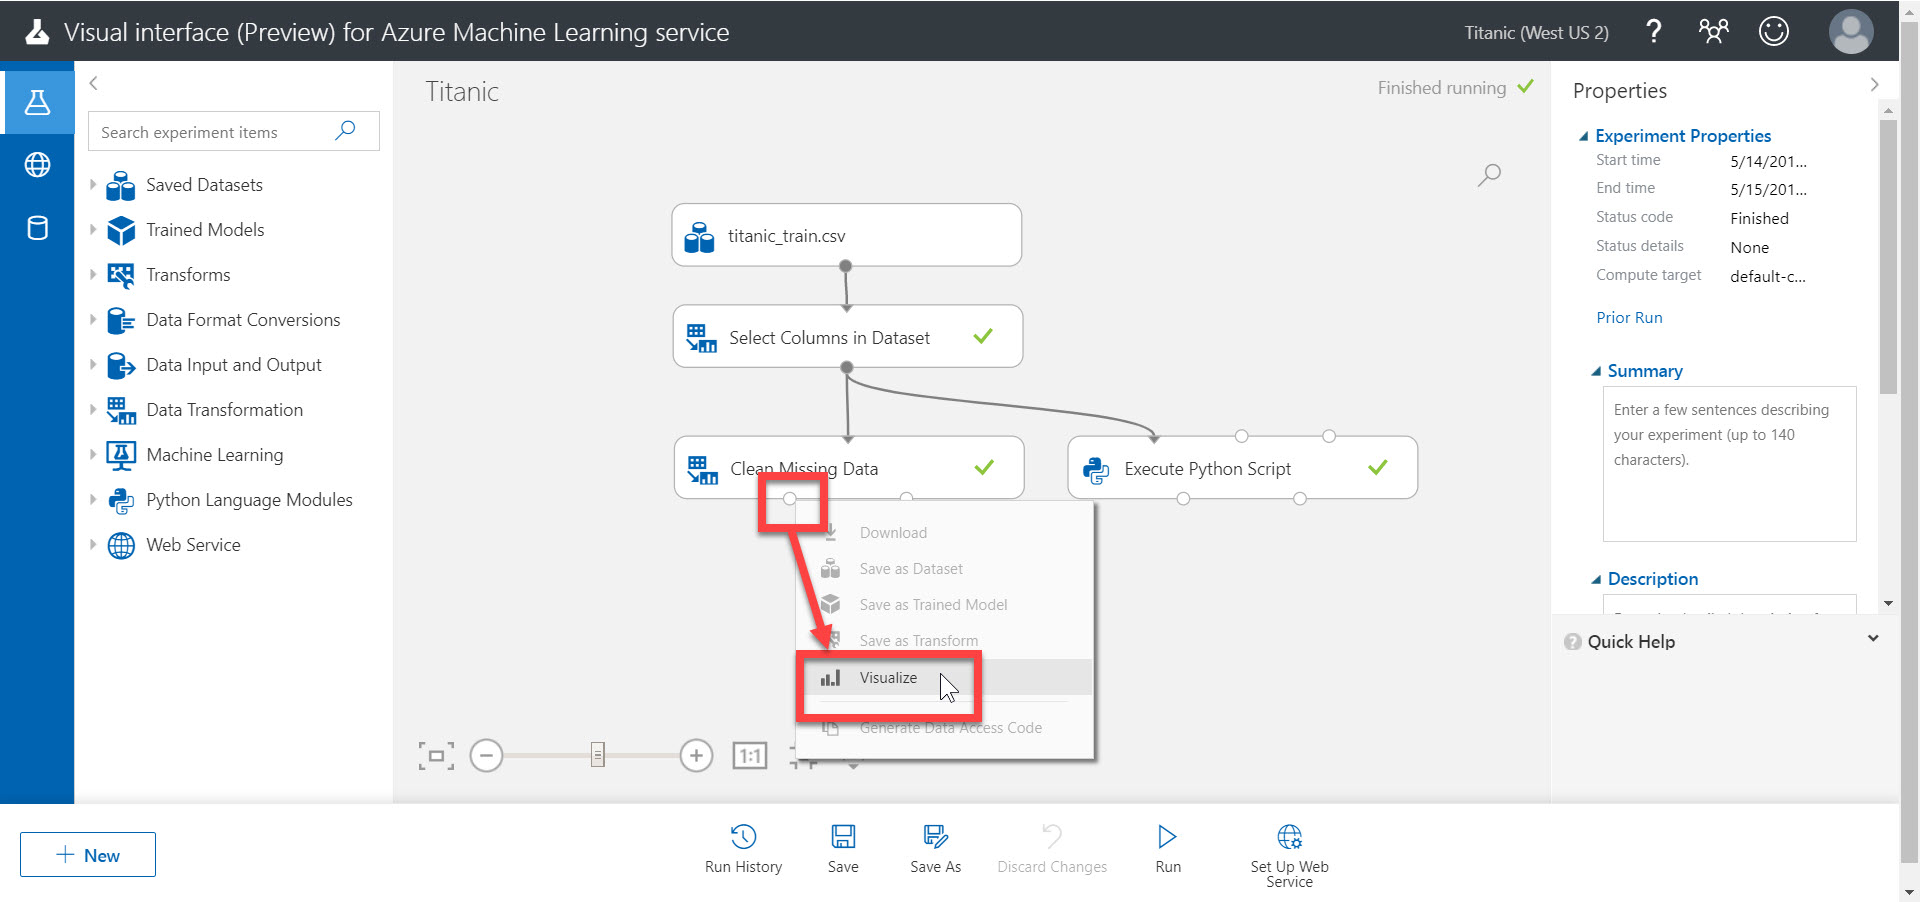 Visual interface (Preview) for Azure Machine Learning service
Titanic (West US 2)
?
Search experiment items
Saved Datasets
Trained Models
Transforms
Data Format Conversions
Data Input and Output
Data Transformation
Machine Learning
Python Language Modules
Web Service
Titanic
Finished running
titanic_train.csv
Select Columns in Dataset
Clean Missing Data
Execute Python Script
Download
Save as Dataset
Save as Trained Model
Save as Transform
Visualize
Generate Data Access Code
1:1
Properties
Experiment Properties
Start time 5/14/201...
End time 5/15/201...
Status code Finished
Status details None
Compute target default-c...
Prior Run
Summary
Enter a few sentences describing
your experiment (up to 140
characters).
Description
? Quick Help
+ New
Run History
Save
Save As
Discard Changes
Run
Set Up Web
Service